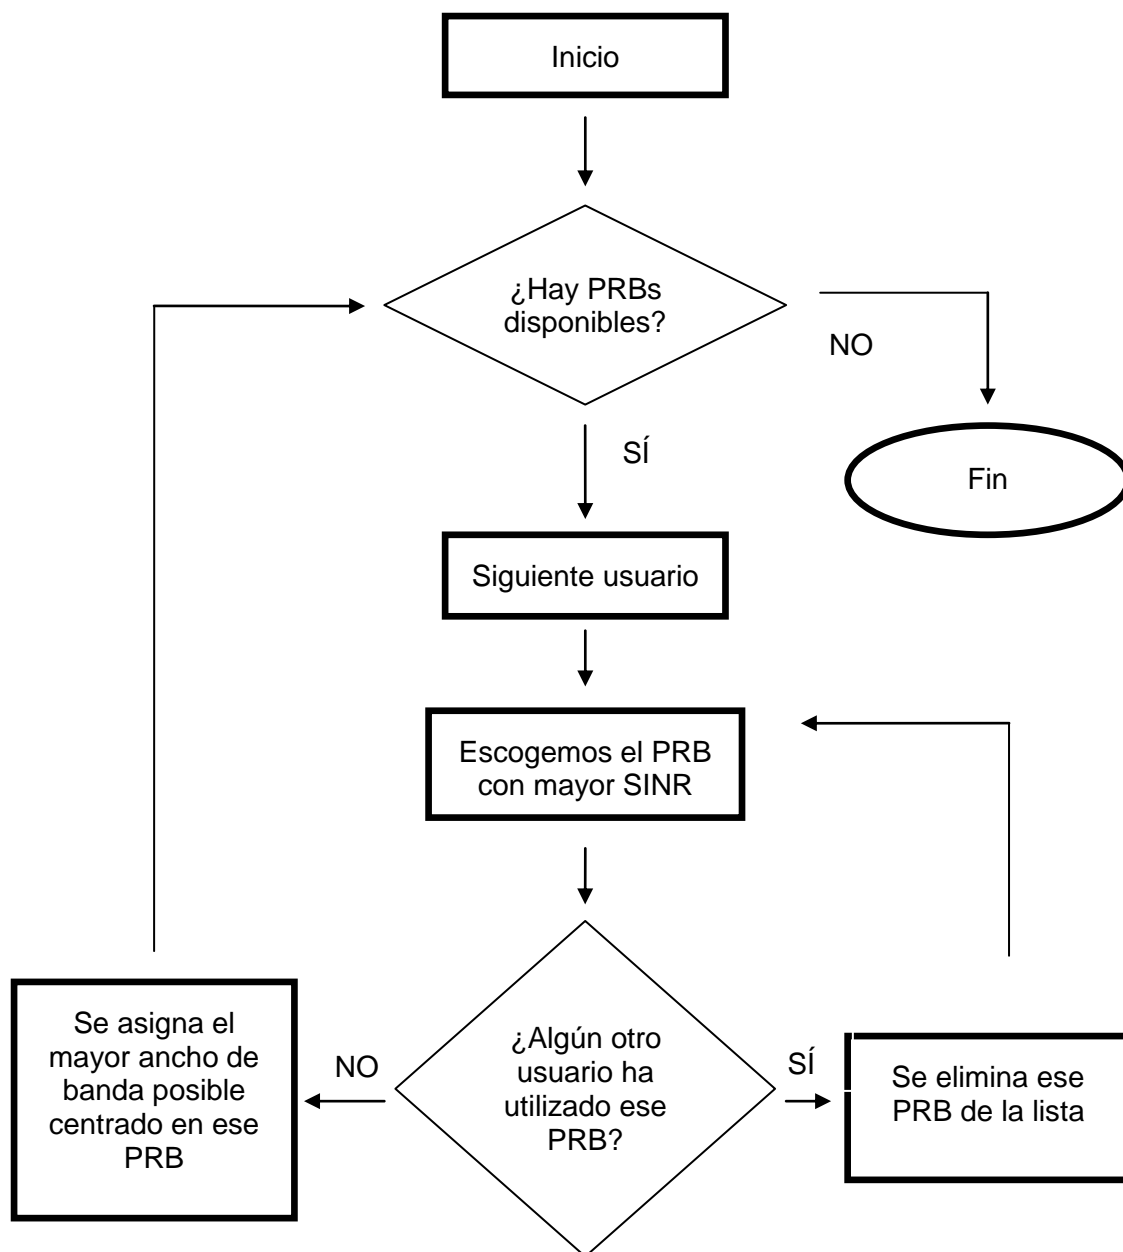 Inicio
¿Hay PRBs
disponibles?
NO
SÍ
Fin
Siguiente usuario
Escogemos el PRB
con mayor SINR
Se asigna el
mayor ancho de
banda posible
centrado en ese
PRB
NO
¿Algún otro
usuario ha
utilizado ese
PRB?
SÍ
Se elimina ese
PRB de la lista